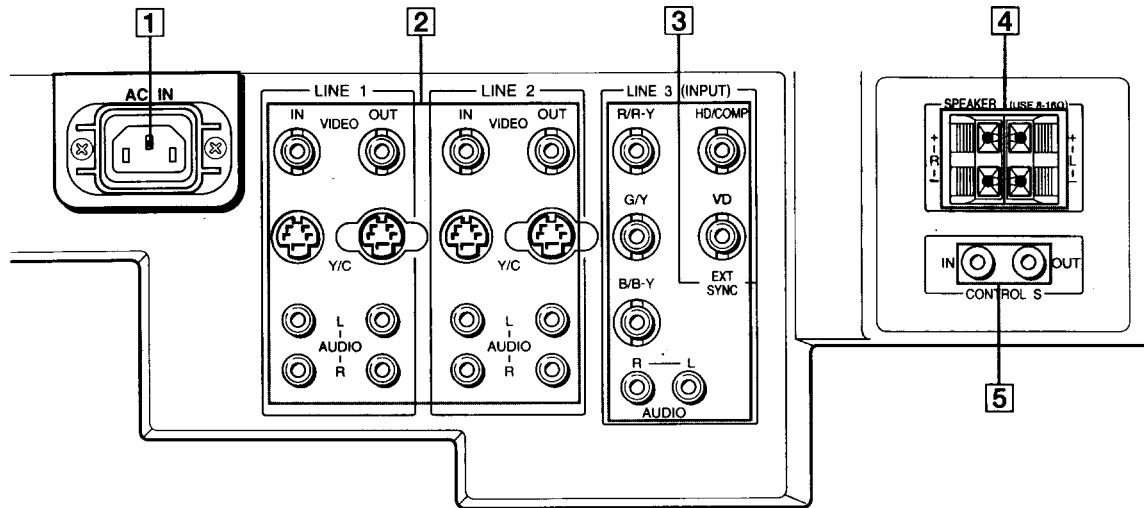 1
2
3
4
AC IN
LINE 1
IN VIDEO OUT
Y/C
L
AUDIO
R
LINE 2
IN VIDEO OUT
Y/C
L
AUDIO
R
LINE 3 (INPUT)
R/R-Y HD/COMP
G/Y VD
B/B-Y EXT
SYNC
R L
AUDIO
SPEAKER (USE 8-16Ω)
+ +
R L
- -
IN OUT
CONTROL S
5